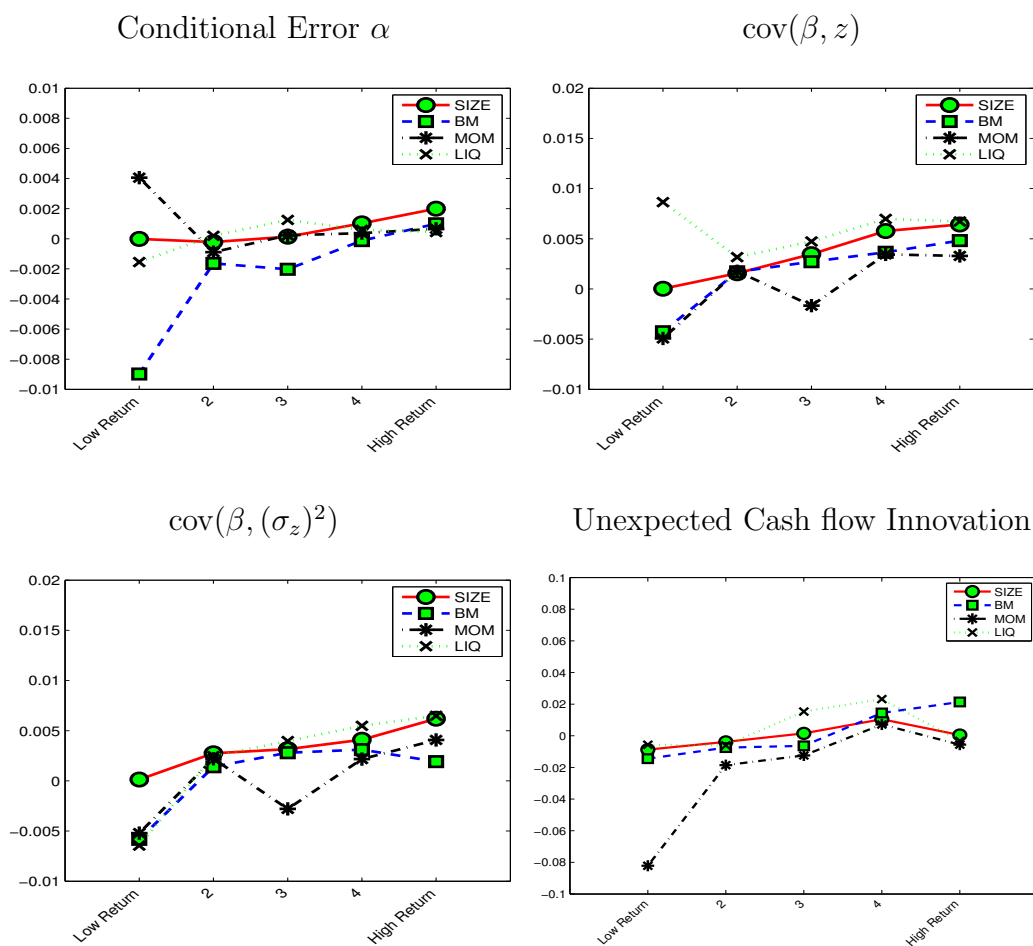 Conditional Error α
0.01
0.008
0.006
0.004
0.002
0
−0.002
−0.004
−0.006
−0.008
−0.01
SIZE
BM
MOM
LIQ
Low Return
2
3
4
High Return
cov(β, z)
0.02
0.015
0.01
0.005
0
−0.005
−0.01
SIZE
BM
MOM
LIQ
Low Return
2
3
4
High Return
cov(β, (σz)²)
0.02
0.015
0.01
0.005
0
−0.005
−0.01
SIZE
BM
MOM
LIQ
Low Return
2
3
4
High Return
Unexpected Cash flow Innovation
0.1
0.08
0.06
0.04
0.02
0
−0.02
−0.04
−0.06
−0.08
−0.1
SIZE
BM
MOM
LIQ
Low Return
2
3
4
High Return